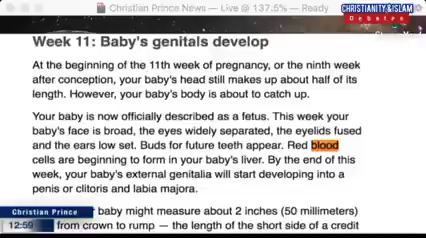 Christian Prince News — Live @ 137.5% — Ready
CHRISTIANITY & ISLAM
Debates
Week 11: Baby's genitals develop
At the beginning of the 11th week of pregnancy, or the ninth week
after conception, your baby's head still makes up about half of its
length. However, your baby's body is about to catch up.
Your baby is now officially described as a fetus. This week your
baby's face is broad, the eyes widely separated, the eyelids fused
and the ears low set. Buds for future teeth appear. Red blood
cells are beginning to form in your baby's liver. By the end of this
week, your baby's external genitalia will start developing into a
penis or clitoris and labia majora.
Christian Prince
baby might measure about 2 inches (50 millimeters)
12:59
from crown to rump — the length of the short side of a credit